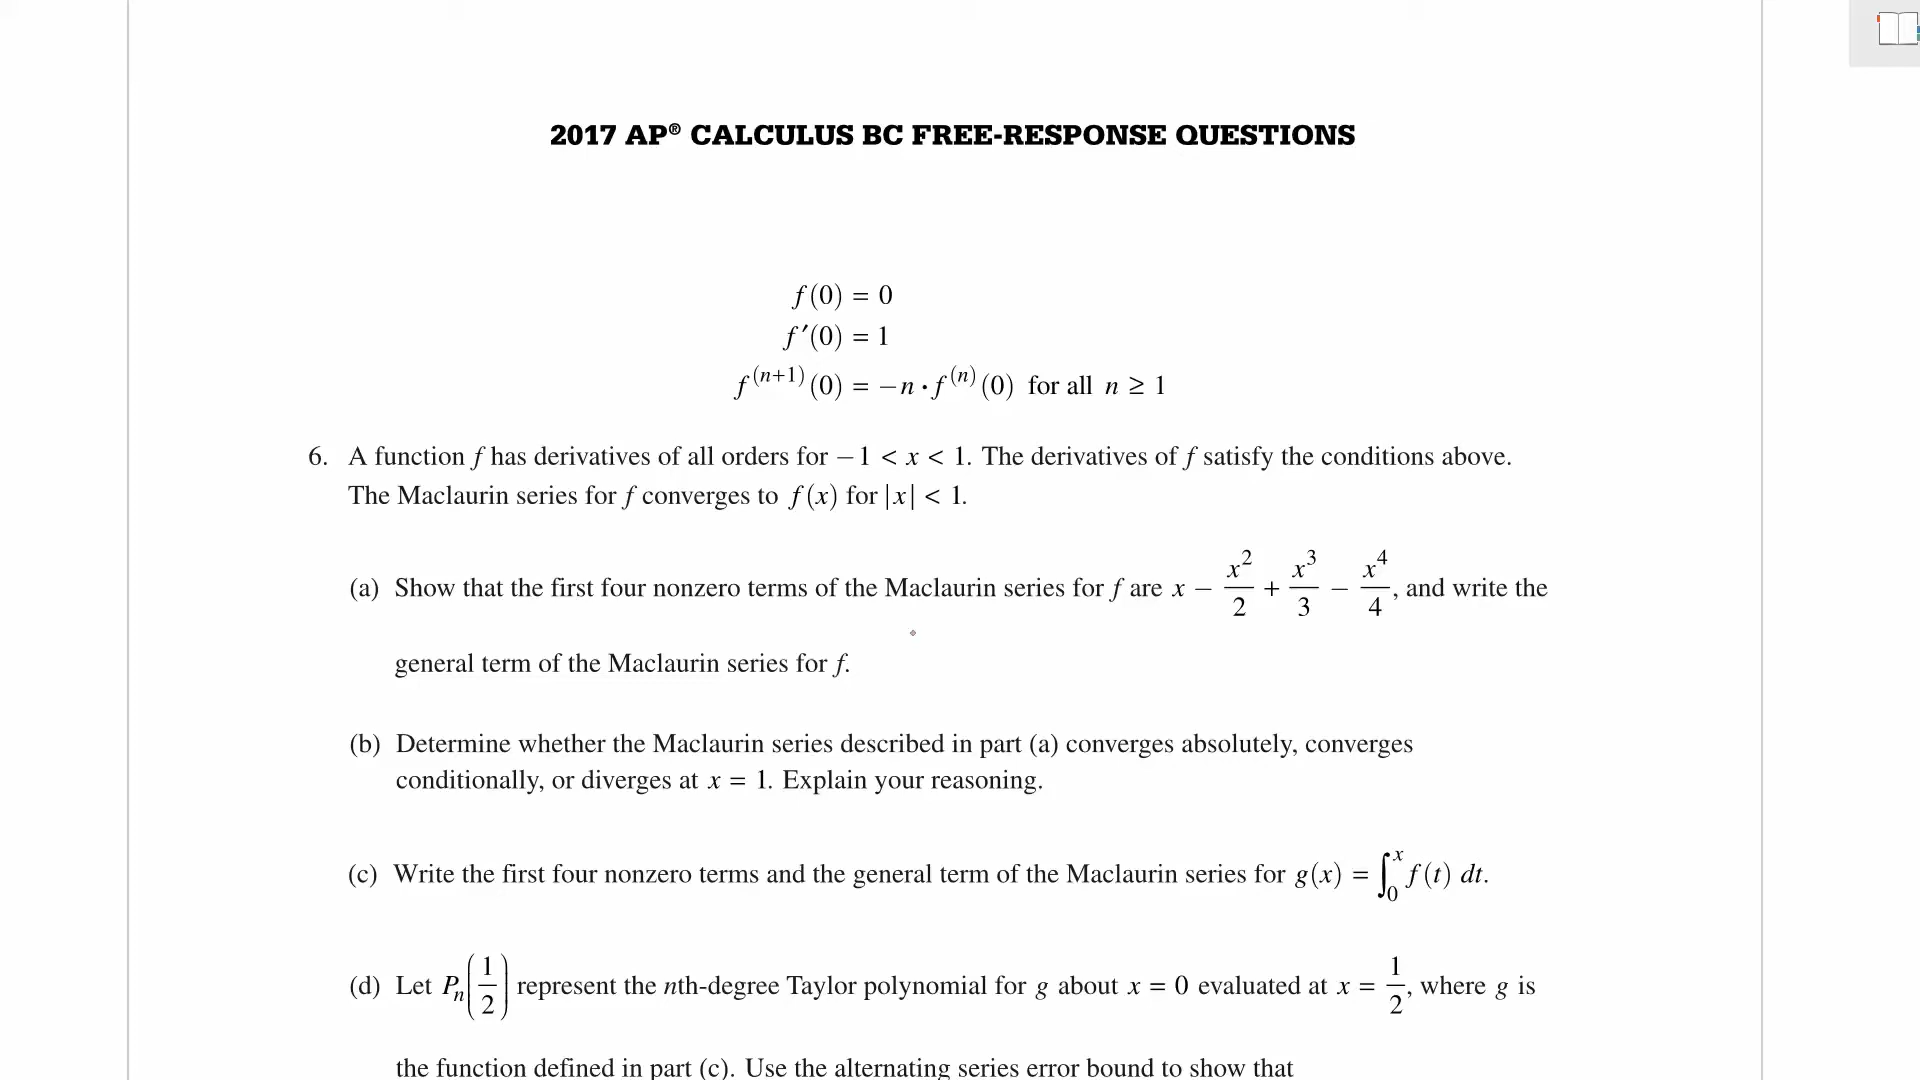 2017 AP® CALCULUS BC FREE-RESPONSE QUESTIONS
f(0) = 0
f′(0) = 1
f^(n+1)(0) = −n · f^(n)(0) for all n ≥ 1
6. A function f has derivatives of all orders for −1 < x < 1. The derivatives of f satisfy the conditions above.
The Maclaurin series for f converges to f(x) for |x| < 1.
(a) Show that the first four nonzero terms of the Maclaurin series for f are x − x^2/2 + x^3/3 − x^4/4, and write the
general term of the Maclaurin series for f.
(b) Determine whether the Maclaurin series described in part (a) converges absolutely, converges
conditionally, or diverges at x = 1. Explain your reasoning.
(c) Write the first four nonzero terms and the general term of the Maclaurin series for g(x) = ∫_0^x f(t) dt.
(d) Let P_n(1/2) represent the nth-degree Taylor polynomial for g about x = 0 evaluated at x = 1/2, where g is
the function defined in part (c). Use the alternating series error bound to show that